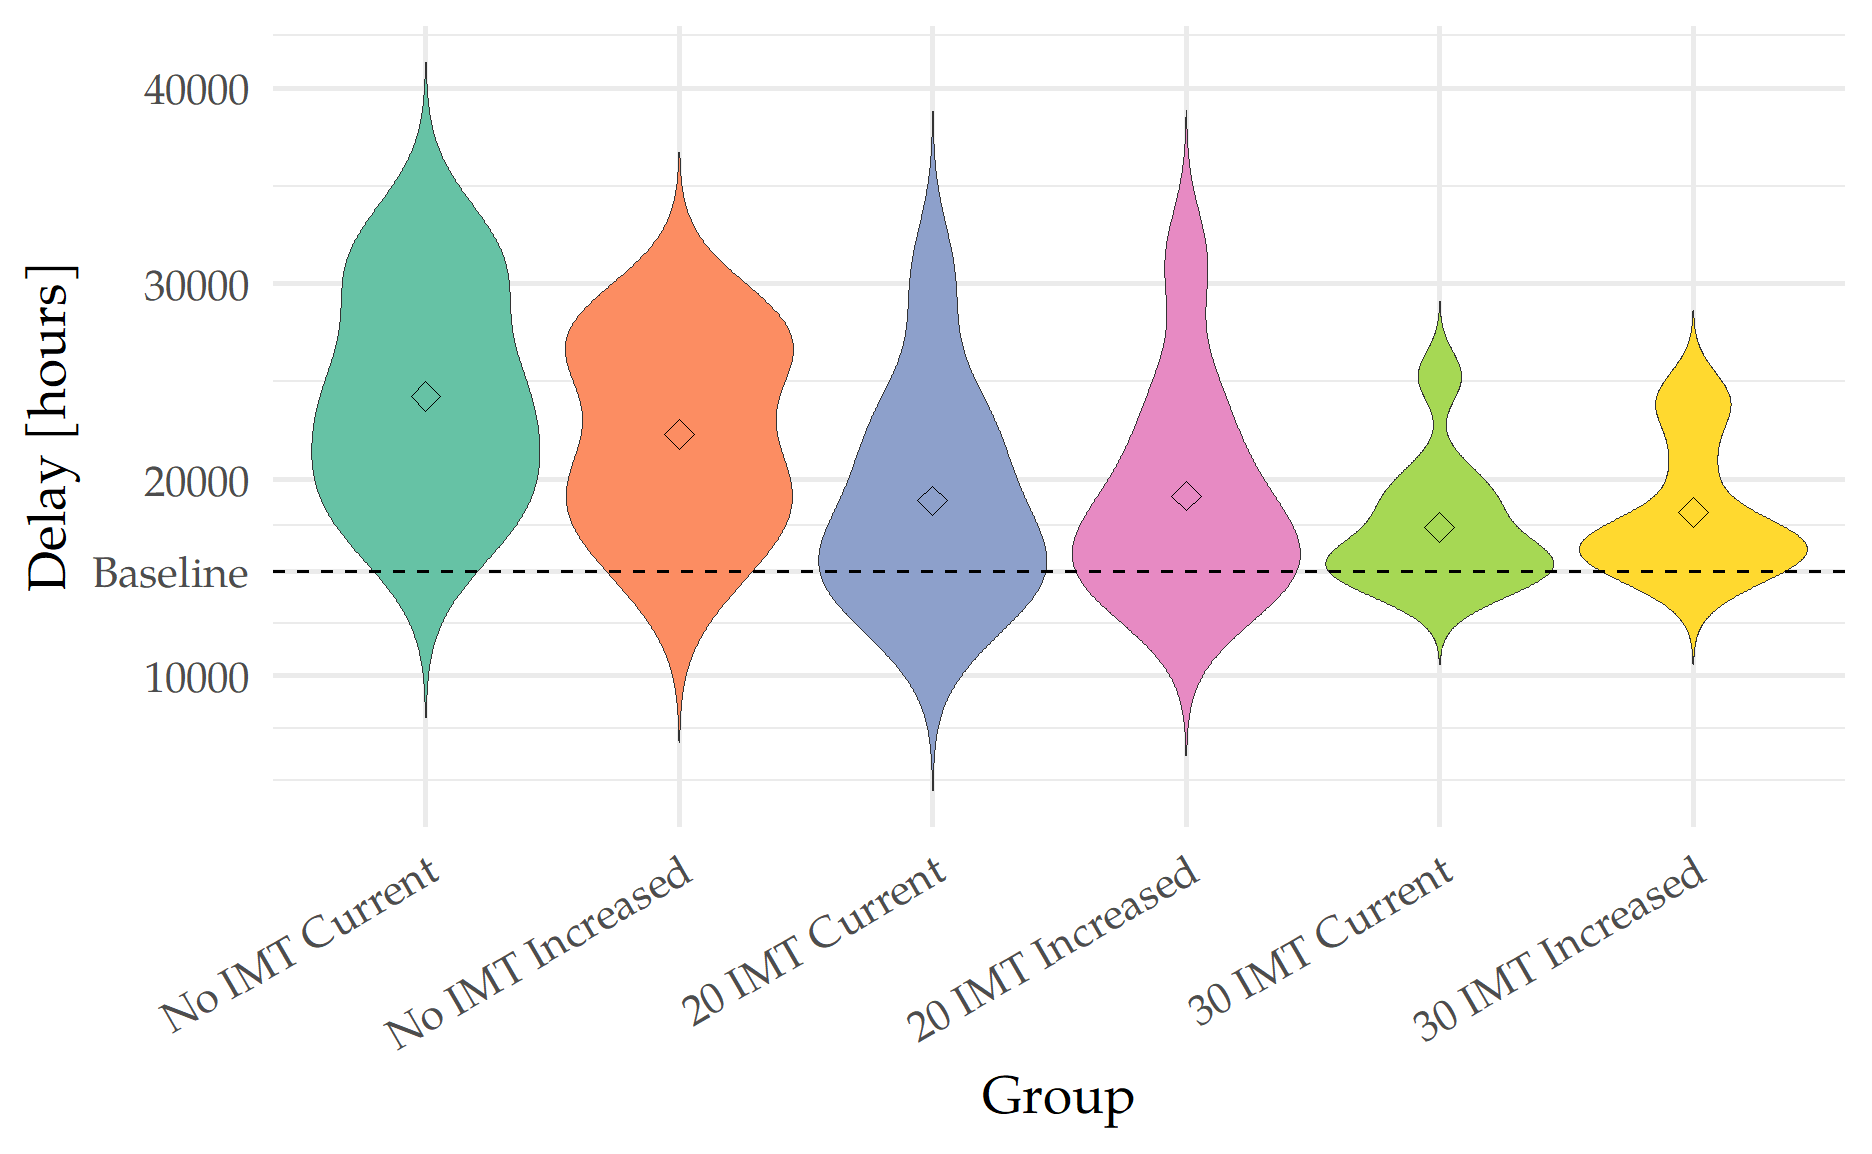 Delay [hours]
40000
30000
20000
Baseline
10000
No IMT Current
No IMT Increased
20 IMT Current
20 IMT Increased
30 IMT Current
30 IMT Increased
Group